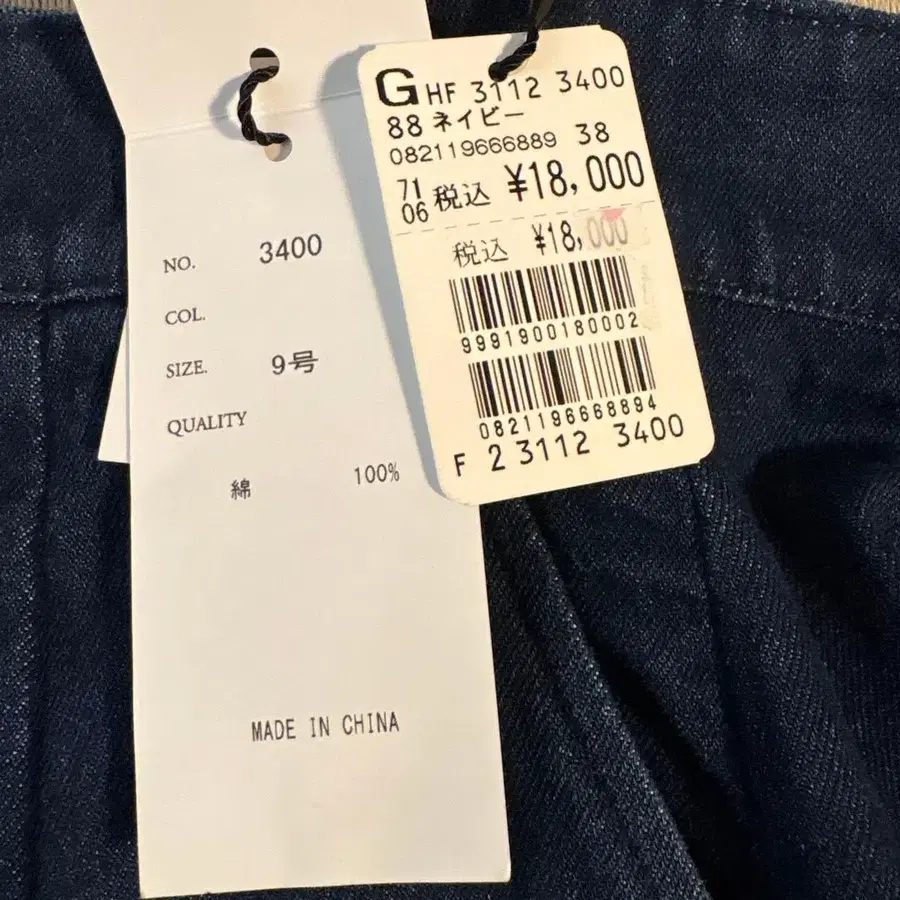 NO. 3400
COL.
SIZE. 9号
QUALITY
綿 100%
MADE IN CHINA
G HF 3112 3400
88 ネイビー
082119666889 38
71
06 税込 ¥18,000
税込 ¥18,000
9991900180002
0821196668894
F 2 3112 3400